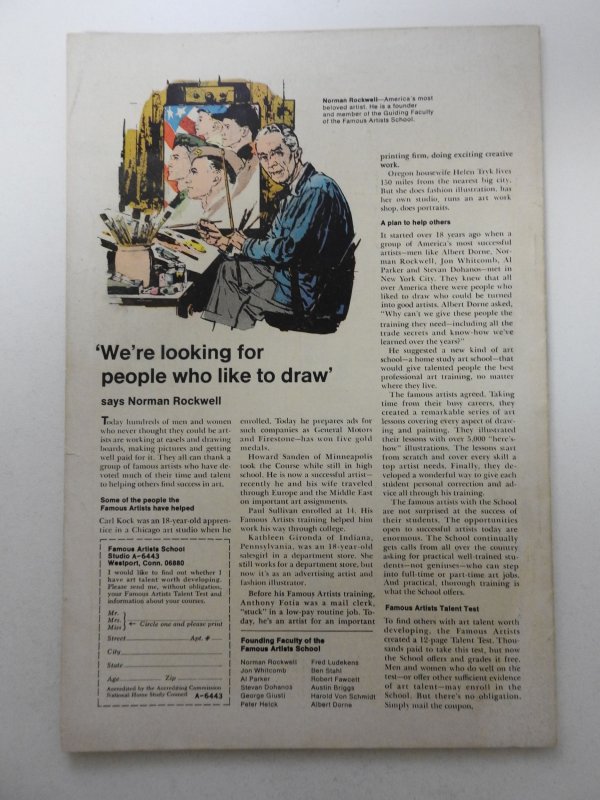 Norman Rockwell—America's most
beloved artist. He is a founder
and member of the Guiding Faculty
of the Famous Artists School.
'We're looking for
people who like to draw'
says Norman Rockwell
Today hundreds of men and women
who never thought they could be art-
ists are working at easels and drawing
boards, making pictures and getting
well paid for it. They all can thank a
group of famous artists who have de-
voted much of their time and talent
to helping others find success in art.
Some of the people the
Famous Artists have helped
Carl Kock was an 18-year-old appren-
tice in a Chicago art studio when he
Famous Artists School
Studio A-6443
Westport, Conn. 06880
I would like to find out whether I
have art talent worth developing.
Please send me, without obligation,
your Famous Artists Talent Test and
information about your courses.
Mr.
Mrs.
Miss
← Circle one and please print
Street Apt. #
City
State
Age Zip
Accredited by the Accrediting Commission
National Home Study Council A-6443
enrolled. Today he prepares ads for
such companies as General Motors
and Firestone—has won five gold
medals.
Howard Sanden of Minneapolis
took the Course while still in high
school. He is now a successful artist—
recently he and his wife traveled
through Europe and the Middle East
on important art assignments.
Paul Sullivan enrolled at 14. His
Famous Artists training helped him
work his way through college.
Kathleen Gironda of Indiana,
Pennsylvania, was an 18-year-old
salesgirl in a department store. She
still works for a department store, but
now it's as an advertising artist and
fashion illustrator.
Before his Famous Artists training,
Anthony Fotia was a mail clerk,
"stuck" in a low-pay routine job. To-
day, he's an artist for an important
Founding Faculty of the
Famous Artists School
Norman Rockwell
Jon Whitcomb
Al Parker
Stevan Dohanos
George Giusti
Peter Helck
Fred Ludekens
Ben Stahl
Robert Fawcett
Austin Briggs
Harold Von Schmidt
Albert Dorne
printing firm, doing exciting creative
work.
Oregon housewife Helen Tryk lives
150 miles from the nearest big city.
But she does fashion illustration, has
her own studio, runs an art work
shop, does portraits.
A plan to help others
It started over 18 years ago when a
group of America's most successful
artists—men like Albert Dorne, Nor-
man Rockwell, Jon Whitcomb, Al
Parker and Stevan Dohanos—met in
New York City. They knew that all
over America there were people who
liked to draw who could be turned
into good artists. Albert Dorne asked,
"Why can't we give these people the
training they need—including all the
trade secrets and know-how we've
learned over the years?"
He suggested a new kind of art
school—a home study art school—that
would give talented people the best
professional art training, no matter
where they live.
The famous artists agreed. Taking
time from their busy careers, they
created a remarkable series of art
lessons covering every aspect of draw-
ing and painting. They illustrated
their lessons with over 5,000 "here's-
how" illustrations. The lessons start
from scratch and cover every skill a
top artist needs. Finally, they de-
veloped a wonderful way to give each
student personal correction and ad-
vice all through his training.
The famous artists with the School
are not surprised at the success of
their students. The opportunities
open to successful artists today are
enormous. The School continually
gets calls from all over the country
asking for practical well-trained stu-
dents—not geniuses—who can step
into full-time or part-time art jobs.
And practical, thorough training is
what the School offers.
Famous Artists Talent Test
To find others with art talent worth
developing, the Famous Artists
created a 12-page Talent Test. Thou-
sands paid to take this test, but now
the School offers and grades it free.
Men and women who do well on the
test—or offer other sufficient evidence
of art talent—may enroll in the
School. But there's no obligation.
Simply mail the coupon.